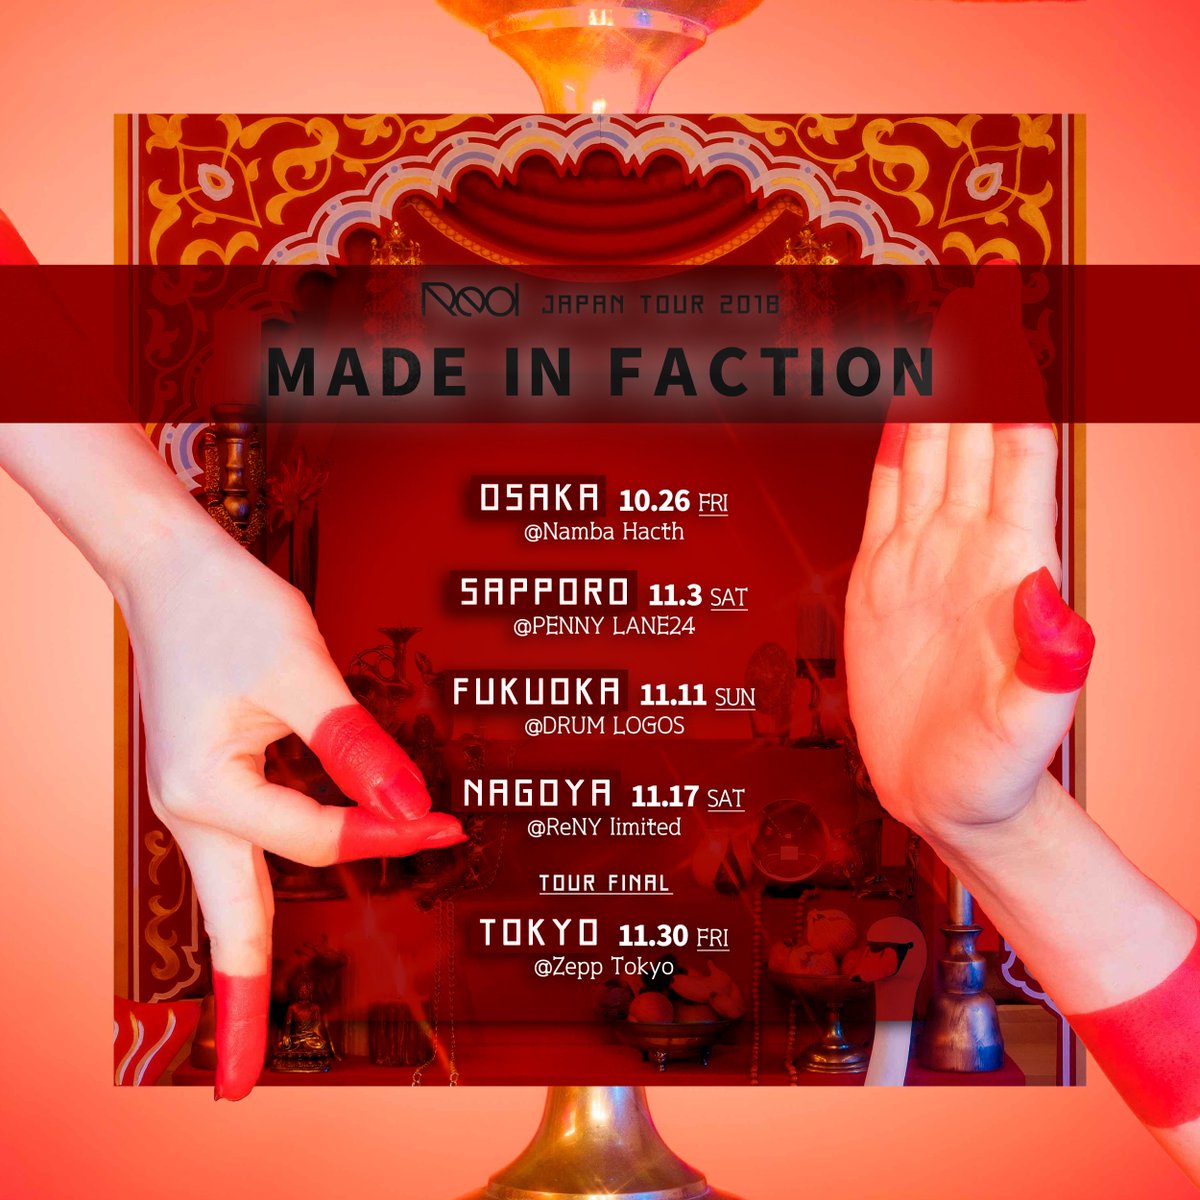 Reol JAPAN TOUR 2018
MADE IN FACTION
OSAKA 10.26 FRI
@Namba Hacth
SAPPORO 11.3 SAT
@PENNY LANE24
FUKUOKA 11.11 SUN
@DRUM LOGOS
NAGOYA 11.17 SAT
@ReNY limited
TOUR FINAL
TOKYO 11.30 FRI
@Zepp Tokyo